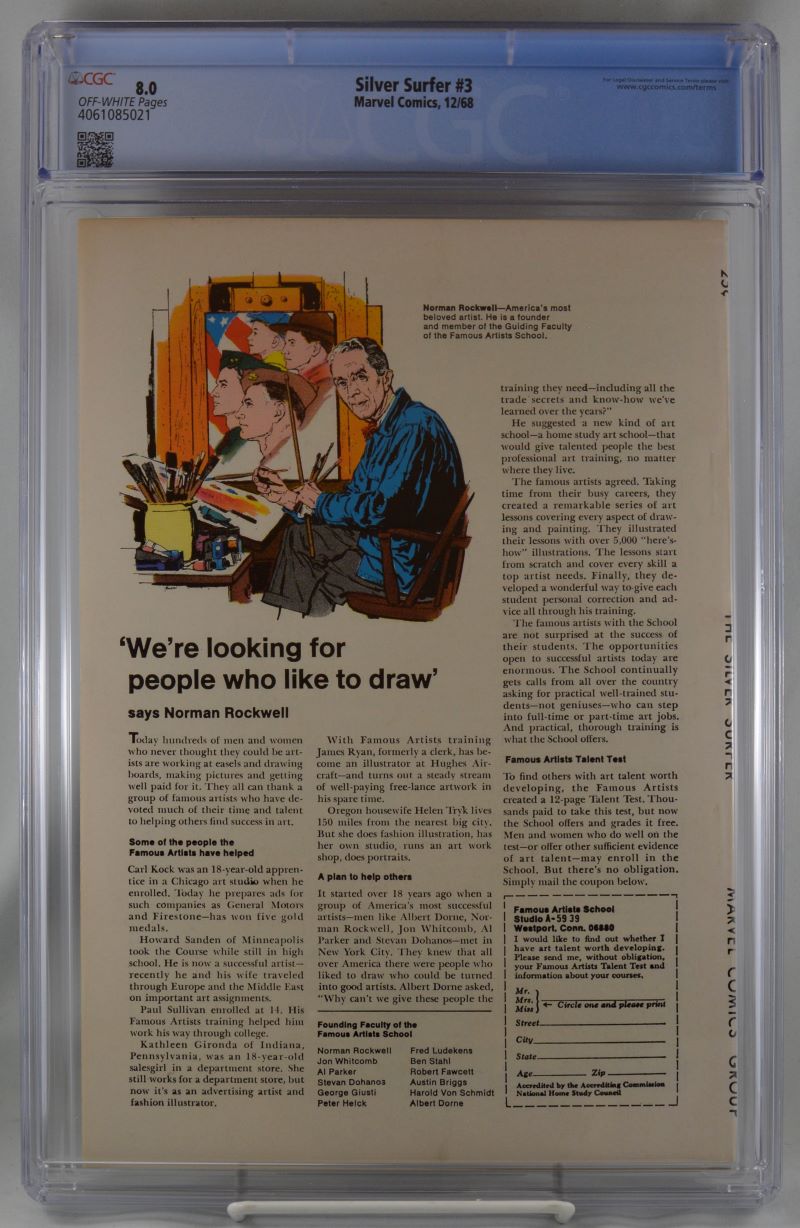 CGC
8.0
OFF-WHITE Pages
4061085021
Silver Surfer #3
Marvel Comics, 12/68
For Legal Disclaimer and Service Terms please visit
www.cgccomics.com/terms
Norman Rockwell—America's most
beloved artist. He is a founder
and member of the Guiding Faculty
of the Famous Artists School.
'We're looking for
people who like to draw'
says Norman Rockwell
Today hundreds of men and women
who never thought they could be art-
ists are working at easels and drawing
boards, making pictures and getting
well paid for it. They all can thank a
group of famous artists who have de-
voted much of their time and talent
to helping others find success in art.
Some of the people the
Famous Artists have helped
Carl Kock was an 18-year-old appren-
tice in a Chicago art studio when he
enrolled. Today he prepares ads for
such companies as General Motors
and Firestone—has won five gold
medals.
Howard Sanden of Minneapolis
took the Course while still in high
school. He is now a successful artist—
recently he and his wife traveled
through Europe and the Middle East
on important art assignments.
Paul Sullivan enrolled at 14. His
Famous Artists training helped him
work his way through college.
Kathleen Gironda of Indiana,
Pennsylvania, was an 18-year-old
salesgirl in a department store. She
still works for a department store, but
now it's as an advertising artist and
fashion illustrator.
With Famous Artists training
James Ryan, formerly a clerk, has be-
come an illustrator at Hughes Air-
craft—and turns out a steady stream
of well-paying free-lance artwork in
his spare time.
Oregon housewife Helen Tryk lives
150 miles from the nearest big city.
But she does fashion illustration, has
her own studio, runs an art work
shop, does portraits.
A plan to help others
It started over 18 years ago when a
group of America's most successful
artists—men like Albert Dorne, Nor-
man Rockwell, Jon Whitcomb, Al
Parker and Stevan Dohanos—met in
New York City. They knew that all
over America there were people who
liked to draw who could be turned
into good artists. Albert Dorne asked,
"Why can't we give these people the
Founding Faculty of the
Famous Artists School
Norman Rockwell
Jon Whitcomb
Al Parker
Stevan Dohanos
George Giusti
Peter Helck
Fred Ludekens
Ben Stahl
Robert Fawcett
Austin Briggs
Harold Von Schmidt
Albert Dorne
training they need—including all the
trade secrets and know-how we've
learned over the years?"
He suggested a new kind of art
school—a home study art school—that
would give talented people the best
professional art training, no matter
where they live.
The famous artists agreed. Taking
time from their busy careers, they
created a remarkable series of art
lessons covering every aspect of draw-
ing and painting. They illustrated
their lessons with over 5,000 "here's-
how" illustrations. The lessons start
from scratch and cover every skill a
top artist needs. Finally, they de-
veloped a wonderful way to give each
student personal correction and ad-
vice all through his training.
The famous artists with the School
are not surprised at the success of
their students. The opportunities
open to successful artists today are
enormous. The School continually
gets calls from all over the country
asking for practical well-trained stu-
dents—not geniuses—who can step
into full-time or part-time art jobs.
And practical, thorough training is
what the School offers.
Famous Artists Talent Test
To find others with art talent worth
developing, the Famous Artists
created a 12-page Talent Test. Thou-
sands paid to take this test, but now
the School offers and grades it free.
Men and women who do well on the
test—or offer other sufficient evidence
of art talent—may enroll in the
School. But there's no obligation.
Simply mail the coupon below.
Famous Artists School
Studio A-5939
Westport, Conn. 06880
I would like to find out whether I
have art talent worth developing.
Please send me, without obligation,
your Famous Artists Talent Test and
information about your courses.
Mr.
Mrs.
Miss
Circle one and please print
Street
City
State
Age Zip
Accredited by the Accrediting Commission
National Home Study Council
THE SILVER SURFER
MARVEL COMICS GROUP